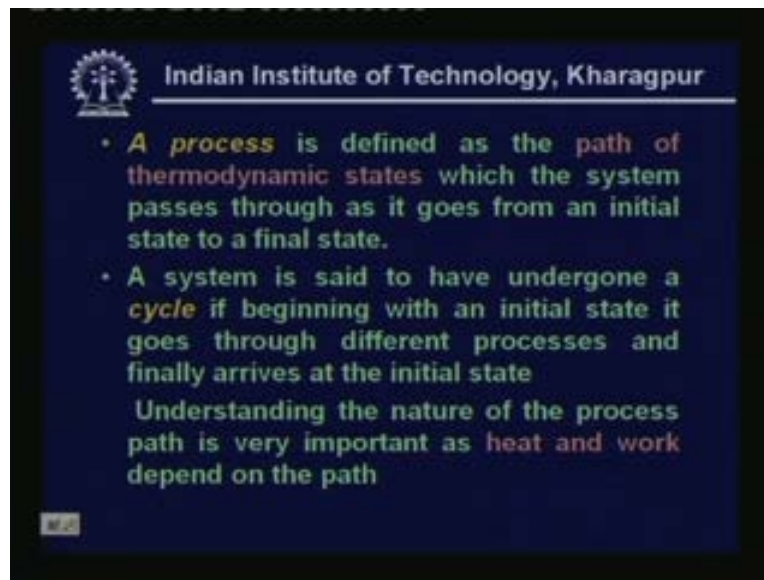 Indian Institute of Technology, Kharagpur
• A process is defined as the path of
thermodynamic states which the system
passes through as it goes from an initial
state to a final state.
• A system is said to have undergone a
cycle if beginning with an initial state it
goes through different processes and
finally arrives at the initial state
Understanding the nature of the process
path is very important as heat and work
depend on the path